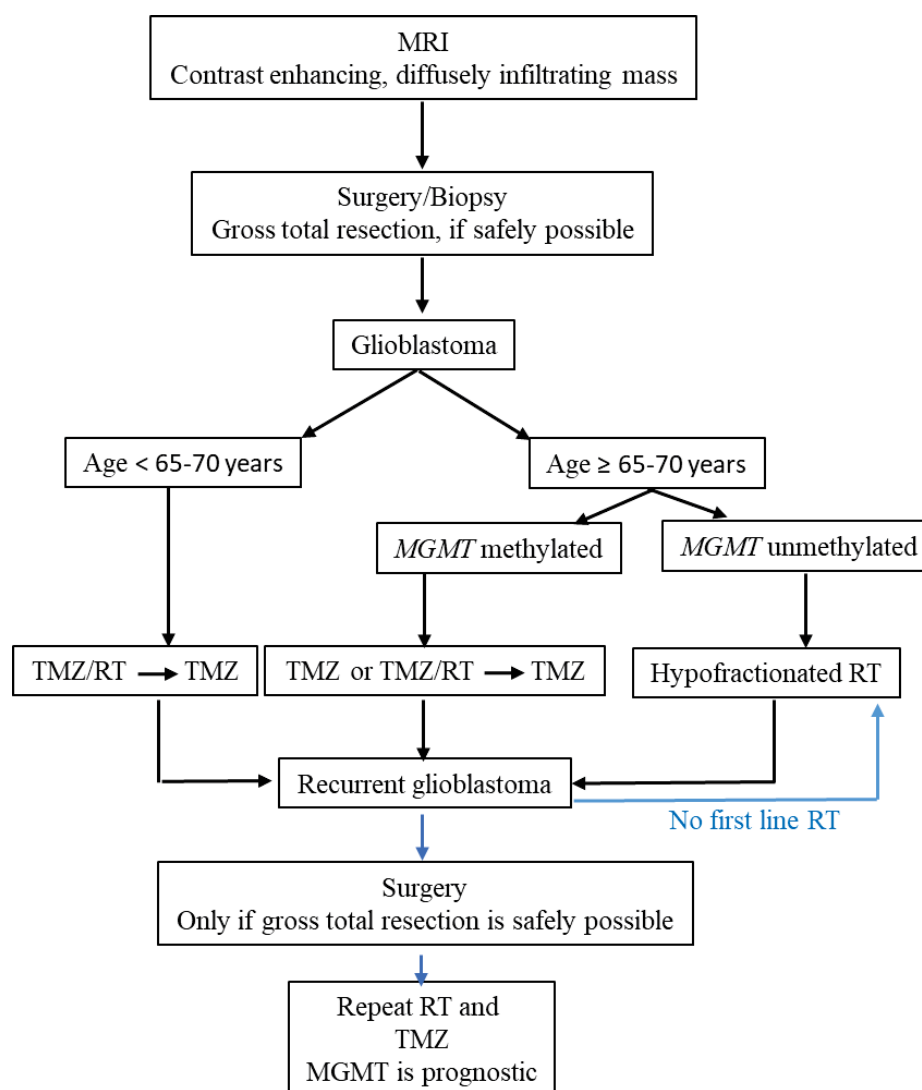 MRI
Contrast enhancing, diffusely infiltrating mass
Surgery/Biopsy
Gross total resection, if safely possible
Glioblastoma
Age < 65-70 years
Age ≥ 65-70 years
MGMT methylated
MGMT unmethylated
TMZ/RT → TMZ
TMZ or TMZ/RT → TMZ
Hypofractionated RT
Recurrent glioblastoma
No first line RT
Surgery
Only if gross total resection is safely possible
Repeat RT and
TMZ
MGMT is prognostic